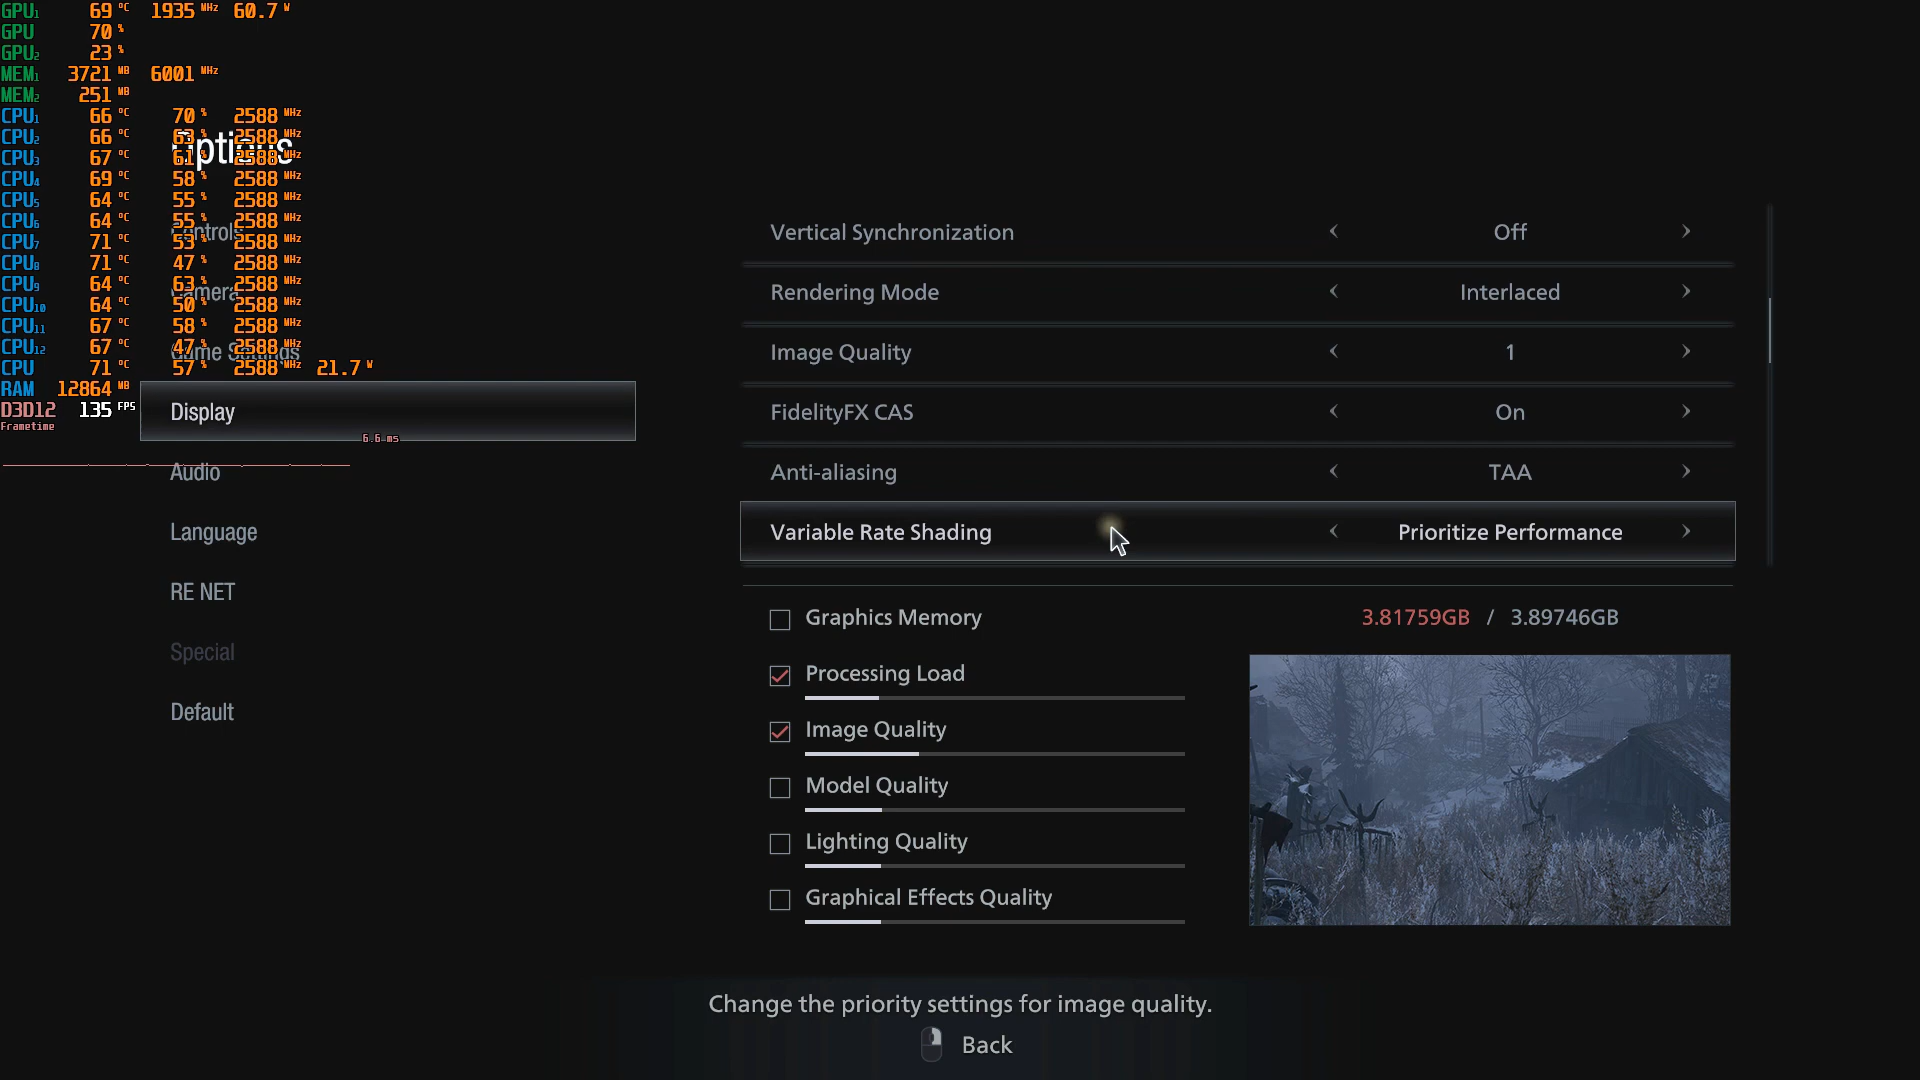 GPU₁ 69 °C 1935 MHz 60.7 W
GPU 70 %
GPU₂ 23 %
MEM₁ 3721 MB 6001 MHz
MEM₂ 251 MB
CPU₁ 66 °C 70 % 2588 MHz
CPU₂ 66 °C 63 % 2588 MHz
Options
CPU₃ 67 °C 61 % 2588 MHz
CPU₄ 69 °C 58 % 2588 MHz
CPU₅ 64 °C 55 % 2588 MHz
CPU₆ 64 °C 55 % 2588 MHz
Controls
CPU₇ 71 °C 53 % 2588 MHz
CPU₈ 71 °C 47 % 2588 MHz
CPU₉ 64 °C 63 % 2588 MHz
Camera
CPU₁₀ 64 °C 50 % 2588 MHz
CPU₁₁ 67 °C 58 % 2588 MHz
CPU₁₂ 67 °C 47 % 2588 MHz
Game Settings
CPU 71 °C 57 % 2588 MHz 21.7 W
RAM 12864 MB
D3D12 135 FPS
Frametime
6.6 ms
Display
Audio
Language
RE NET
Special
Default
Vertical Synchronization < Off >
Rendering Mode < Interlaced >
Image Quality < 1 >
FidelityFX CAS < On >
Anti-aliasing < TAA >
Variable Rate Shading < Prioritize Performance >
Graphics Memory 3.81759GB / 3.89746GB
Processing Load
Image Quality
Model Quality
Lighting Quality
Graphical Effects Quality
Change the priority settings for image quality.
Back